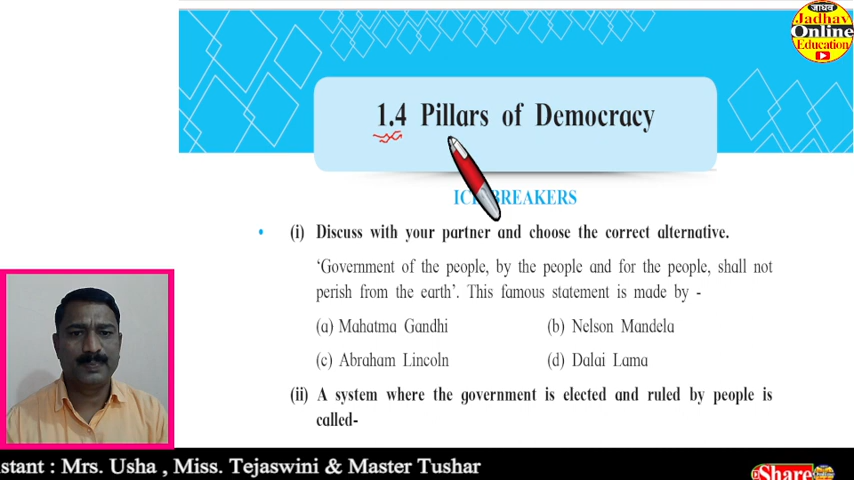 जाधव
Jadhav
Online
Education
1.4 Pillars of Democracy
BREAKERS
(i) Discuss with your partner and choose the correct alternative.
‘Government of the people, by the people and for the people, shall not
perish from the earth’. This famous statement is made by -
(a) Mahatma Gandhi (b) Nelson Mandela
(c) Abraham Lincoln (d) Dalai Lama
(ii) A system where the government is elected and ruled by people is
called-
stant : Mrs. Usha , Miss. Tejaswini & Master Tushar
Share